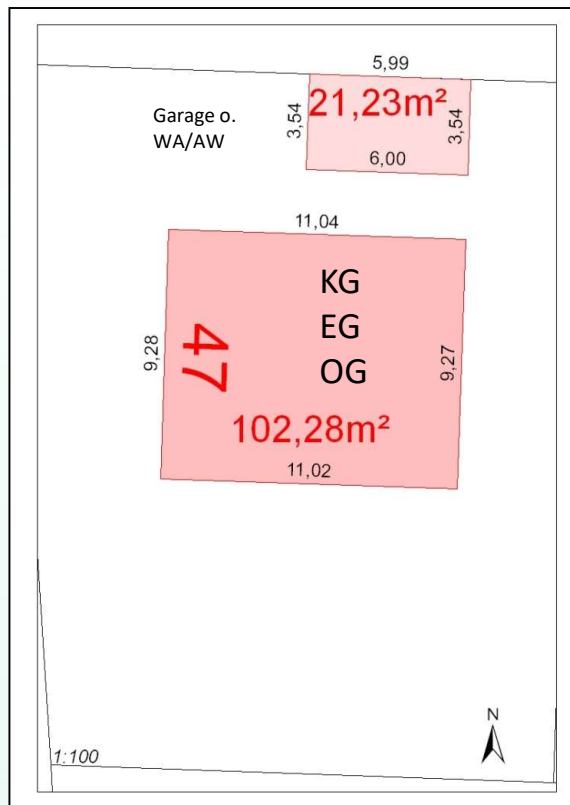 5,99
21,23m²
3,54
3,54
Garage o.
WA/AW
6,00
11,04
KG
EG
OG
9,28
47
9,27
102,28m²
11,02
N
1:100